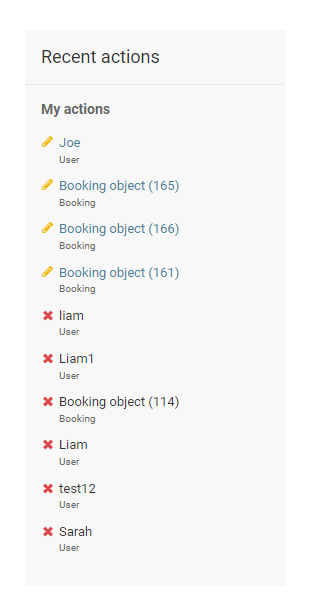 Recent actions
My actions
Joe
User
Booking object (165)
Booking
Booking object (166)
Booking
Booking object (161)
Booking
liam
User
Liam1
User
Booking object (114)
Booking
Liam
User
test12
User
Sarah
User